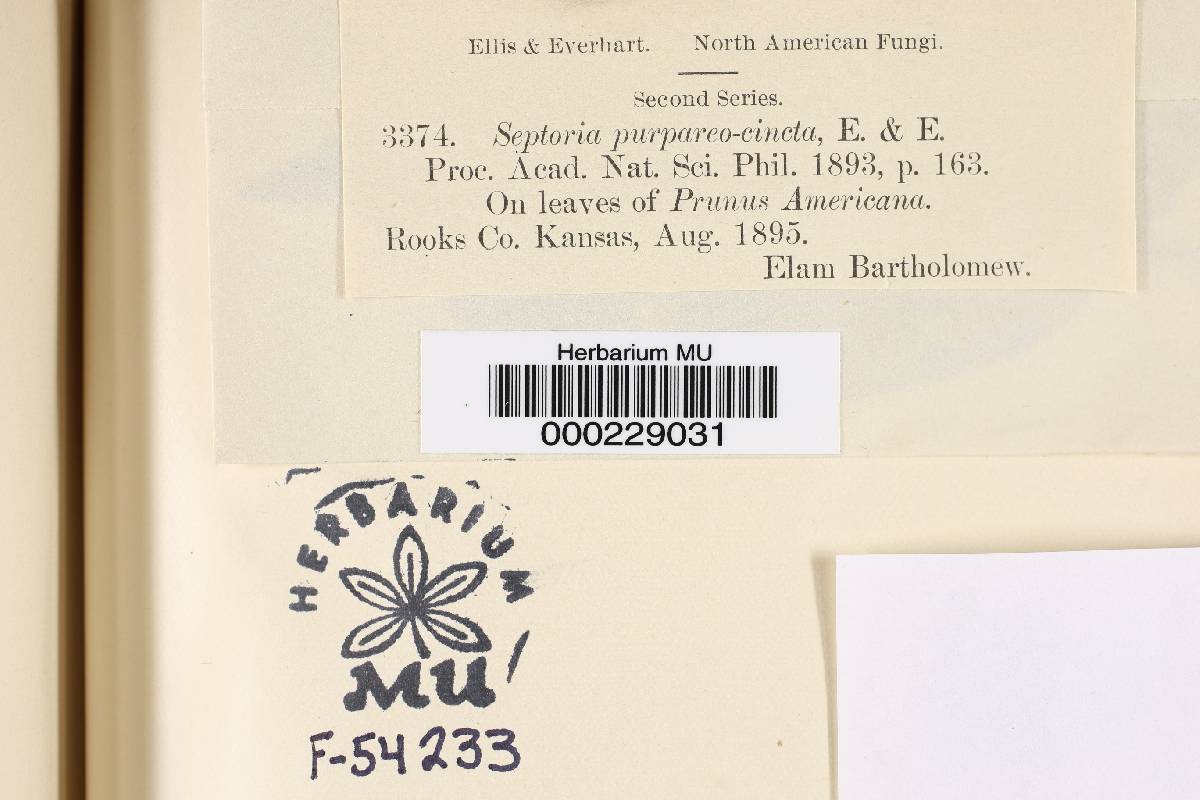 Ellis & Everhart. North American Fungi.
Second Series.
3374. Septoria purpareo-cincta, E. & E.
Proc. Acad. Nat. Sci. Phil. 1893, p. 163.
On leaves of Prunus Americana.
Rooks Co. Kansas, Aug. 1895.
Elam Bartholomew.
Herbarium MU
000229031
HERBARIUM
MU
F-54233